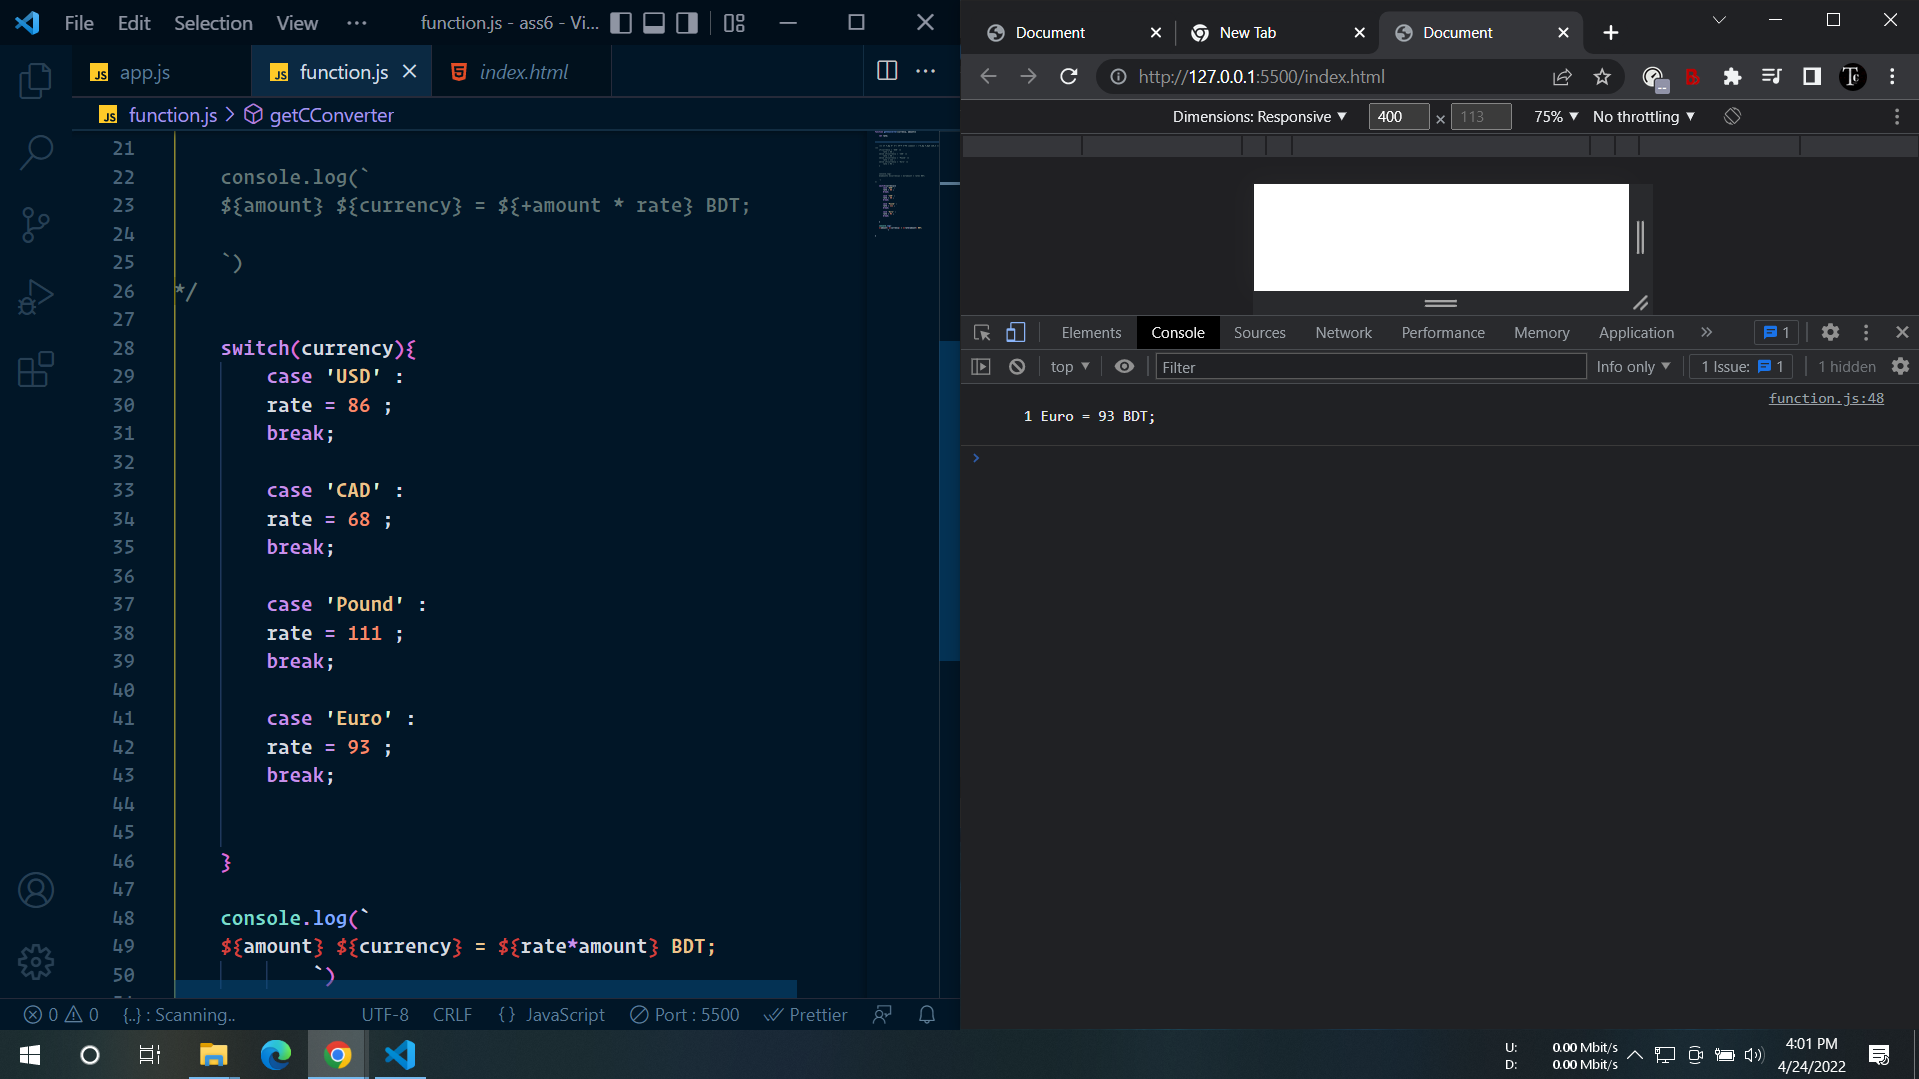 File Edit Selection View ··· function.js - ass6 - Vi...
JS app.js JS function.js index.html
JS function.js > getCConverter
21
22 console.log(`
23 ${amount} ${currency} = ${+amount * rate} BDT;
24
25 `)
26 */
27
28 switch(currency){
29 case 'USD' :
30 rate = 86 ;
31 break;
32
33 case 'CAD' :
34 rate = 68 ;
35 break;
36
37 case 'Pound' :
38 rate = 111 ;
39 break;
40
41 case 'Euro' :
42 rate = 93 ;
43 break;
44
45
46 }
47
48 console.log(`
49 ${amount} ${currency} = ${rate*amount} BDT;
50 `)
0 0 {..} : Scanning.. UTF-8 CRLF {} JavaScript Port : 5500 Prettier
Document New Tab Document
http://127.0.0.1:5500/index.html
Dimensions: Responsive ▼ 400 × 113 75% ▼ No throttling ▼
Elements Console Sources Network Performance Memory Application » 1
top ▼ Filter Info only ▼ 1 Issue: 1 1 hidden
function.js:48
1 Euro = 93 BDT;
>
U: 0.00 Mbit/s
D: 0.00 Mbit/s
4:01 PM
4/24/2022